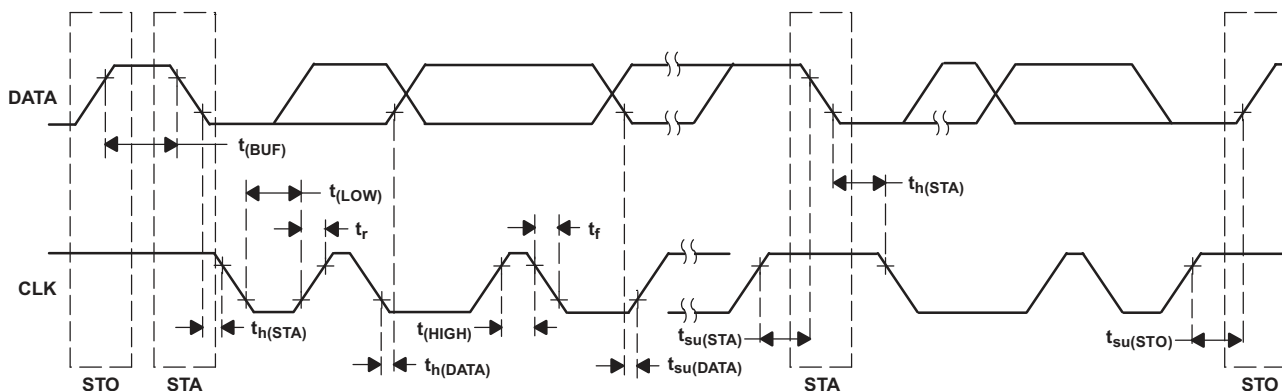 DATA
t(BUF)
t(LOW)
tr
tf
th(STA)
CLK
th(STA)
th(DATA)
t(HIGH)
tsu(DATA)
tsu(STA)
tsu(STO)
STO
STA
STA
STO